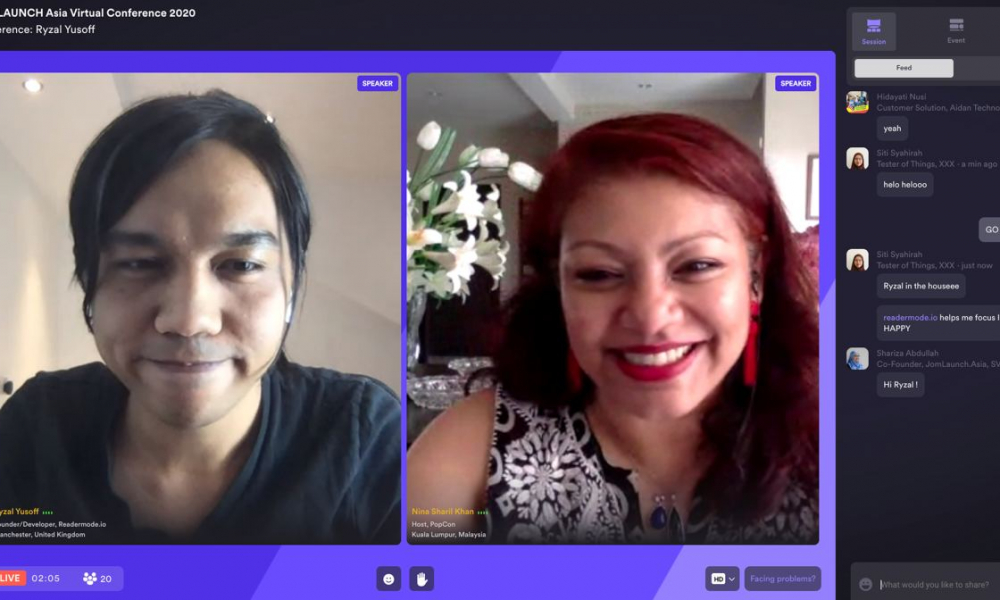 LAUNCH Asia Virtual Conference 2020
erence: Ryzal Yusoff
SPEAKER
yzal Yusoff
ounder/Developer, Readermode.io
anchester, United Kingdom
SPEAKER
Nina Sharil Khan
Host, PopCon
Kuala Lumpur, Malaysia
LIVE 02:05 20
HD
Facing problems?
Session
Event
Feed
Hidayati Nusi
Customer Solution, Aidan Techno
yeah
Siti Syahirah
Tester of Things, XXX · a min ago
helo helooo
GO
Siti Syahirah
Tester of Things, XXX · just now
Ryzal in the houseee
readermode.io helps me focus
HAPPY
Shariza Abdullah
Co-Founder, JomLaunch.Asia, SV
Hi Ryzal !
What would you like to share?